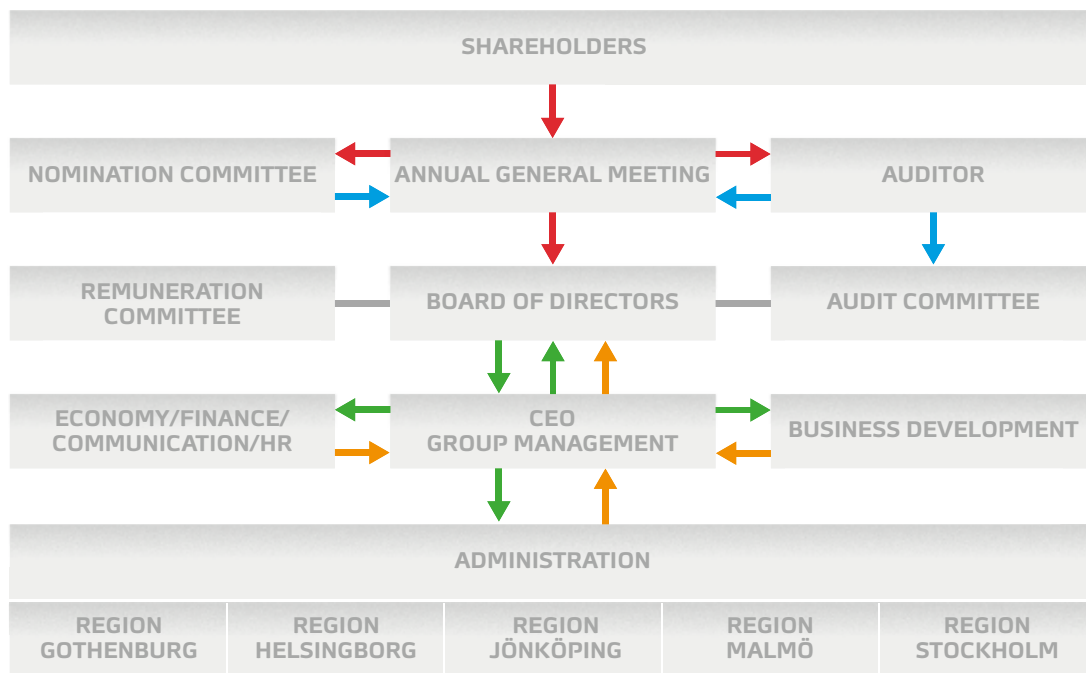 SHAREHOLDERS
NOMINATION COMMITTEE
ANNUAL GENERAL MEETING
AUDITOR
REMUNERATION
COMMITTEE
BOARD OF DIRECTORS
AUDIT COMMITTEE
ECONOMY/FINANCE/
COMMUNICATION/HR
CEO
GROUP MANAGEMENT
BUSINESS DEVELOPMENT
ADMINISTRATION
REGION
GOTHENBURG
REGION
HELSINGBORG
REGION
JÖNKÖPING
REGION
MALMÖ
REGION
STOCKHOLM